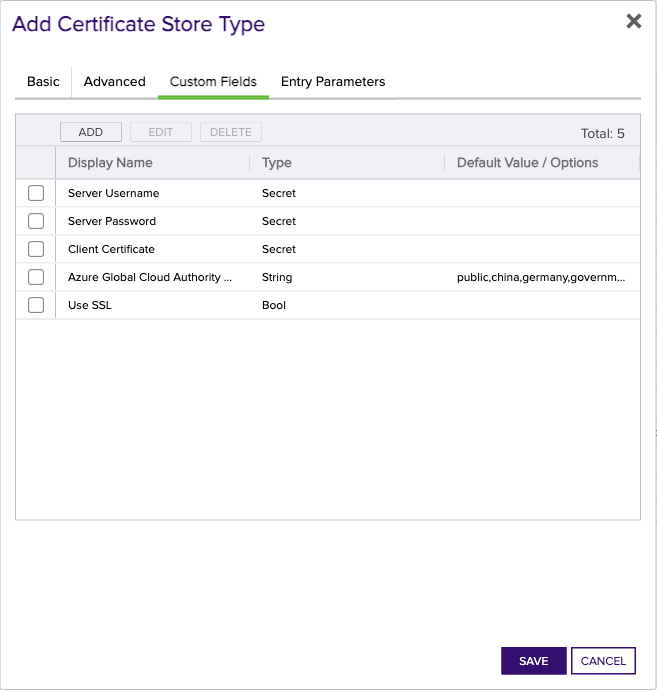 Add Certificate Store Type
Basic Advanced Custom Fields Entry Parameters
ADD EDIT DELETE Total: 5
Display Name Type Default Value / Options
Server Username Secret
Server Password Secret
Client Certificate Secret
Azure Global Cloud Authority ... String public,china,germany,governm...
Use SSL Bool
SAVE CANCEL